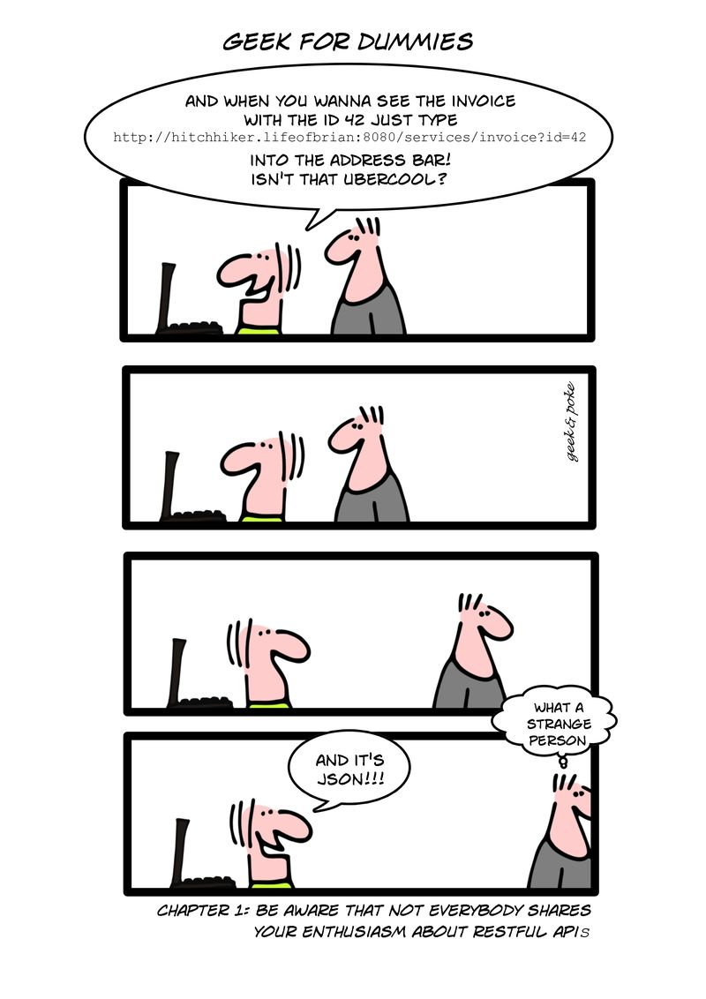 GEEK FOR DUMMIES
AND WHEN YOU WANNA SEE THE INVOICE
WITH THE ID 42 JUST TYPE
http://hitchhiker.lifeofbrian:8080/services/invoice?id=42
INTO THE ADDRESS BAR!
ISN'T THAT UBERCOOL?
geek & poke
WHAT A
STRANGE
PERSON
AND IT'S
JSON!!!
CHAPTER 1: BE AWARE THAT NOT EVERYBODY SHARES
YOUR ENTHUSIASM ABOUT RESTFUL APIs